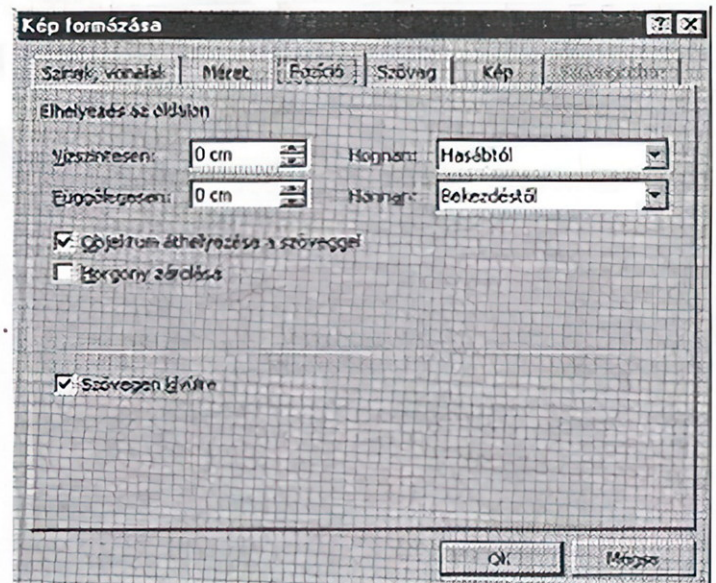 Kép formázása
Színek, vonalak Méret Pozíció Szöveg Kép
Elhelyezés az oldalon
Vízszintesen: 0 cm Honnan: Hasábtól
Függőlegesen: 0 cm Honnan: Bekezdéstől
Objektum áthelyezése a szöveggel
Horgony zárolása
Szövegen kívülre
OK Mégse